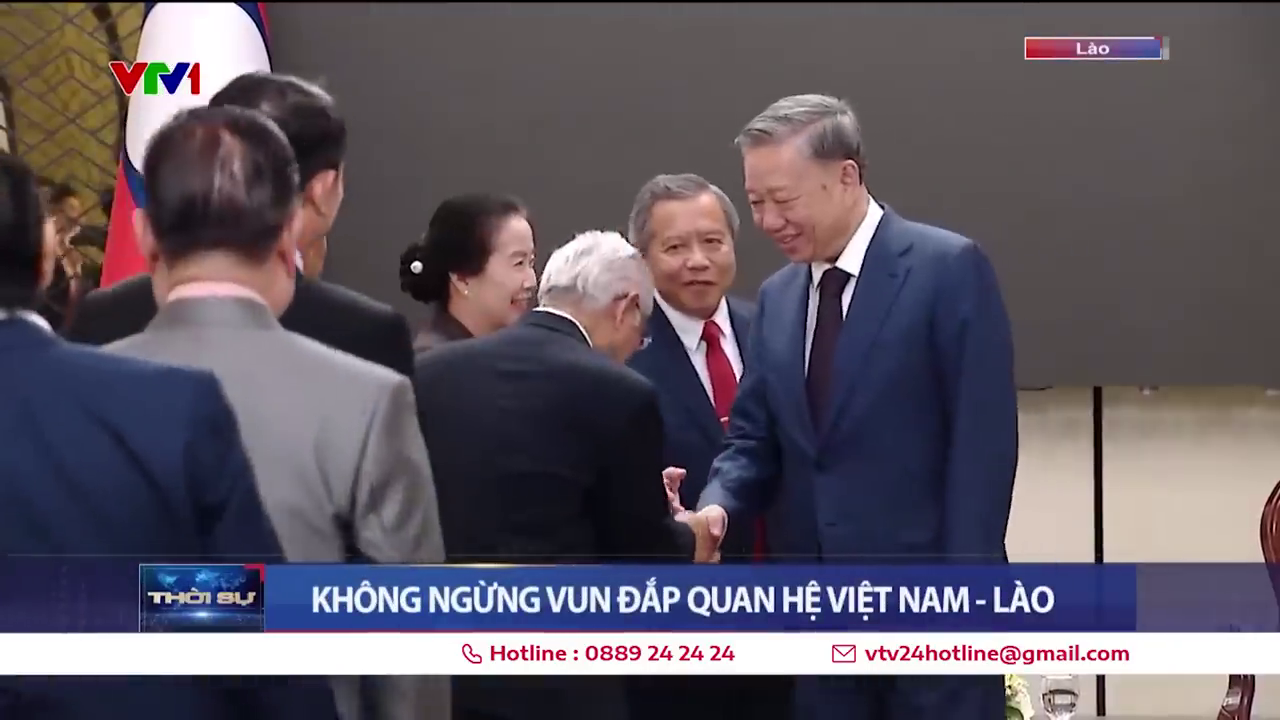 VTV1
Lào
THỜI SỰ
KHÔNG NGỪNG VUN ĐẮP QUAN HỆ VIỆT NAM - LÀO
Hotline : 0889 24 24 24
vtv24hotline@gmail.com